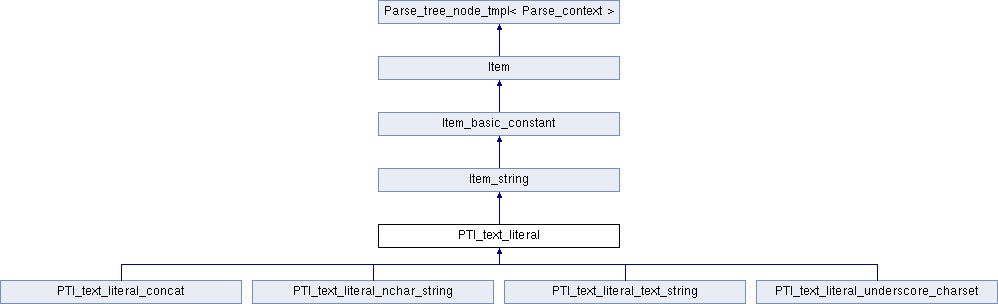 Parse_tree_node_tmpl< Parse_context >
Item
Item_basic_constant
Item_string
PTI_text_literal
PTI_text_literal_concat
PTI_text_literal_nchar_string
PTI_text_literal_text_string
PTI_text_literal_underscore_charset